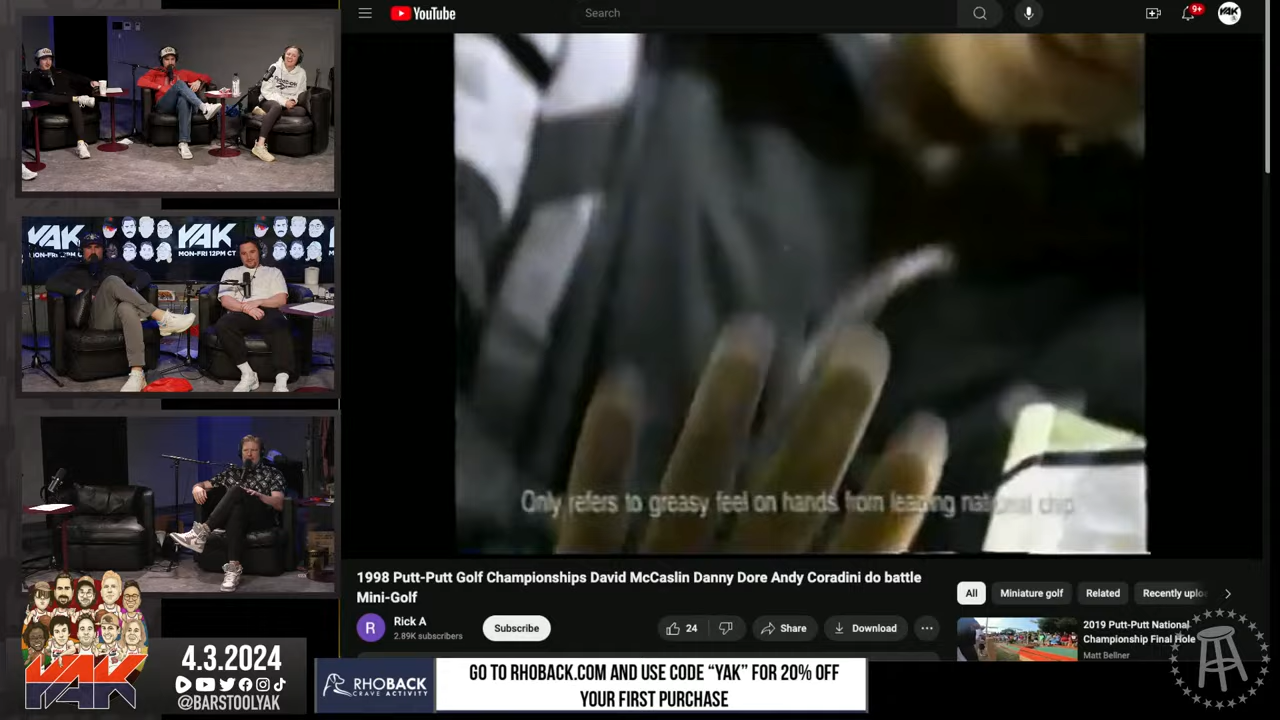 YouTube
Search
9+
YAK
YAK
YAK
MON-FRI 12PM CT
Only refers to greasy feel on hands from leading national chip
1998 Putt-Putt Golf Championships David McCaslin Danny Dore Andy Coradini do battle
Mini-Golf
R
Rick A
2.89K subscribers
Subscribe
24
Share
Download
All
Miniature golf
Related
Recently uplo
2019 Putt-Putt National
Championship Final Hole
Matt Bellner
YAK
4.3.2024
@BARSTOOLYAK
RHOBACK
CRAVE ACTIVITY
GO TO RHOBACK.COM AND USE CODE “YAK” FOR 20% OFF
YOUR FIRST PURCHASE